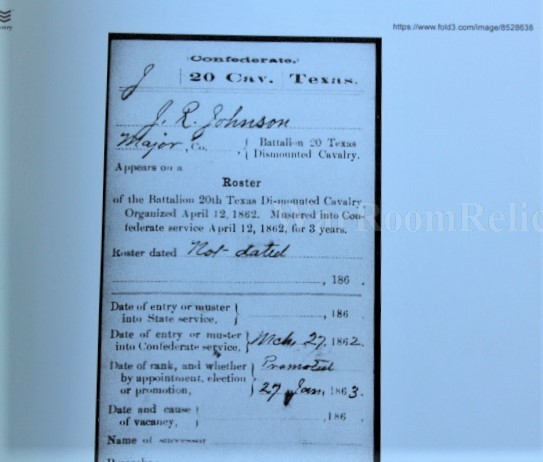 https://www.fold3.com/image/8528636
Confederate.
J | 20 Cav. | Texas.
J. R. Johnson
Major, Co. , { Battalion 20 Texas
Dismounted Cavalry.
Appears on a
Roster
of the Battalion 20th Texas Dismounted Cavalry.
Organized April 12, 1862. Mustered into Con-
federate service April 12, 1862, for 3 years.
RoomRelic
Roster dated Not dated
, 186 .
Date of entry or muster
into State service, } , 186 .
Date of entry or muster
into Confederate service, } Mch 27, 1862.
Date of rank, and whether
by appointment, election
or promotion, } Promoted
27 Jan, 1863.
Date and cause
of vacancy, } , 186 .
Name of successor